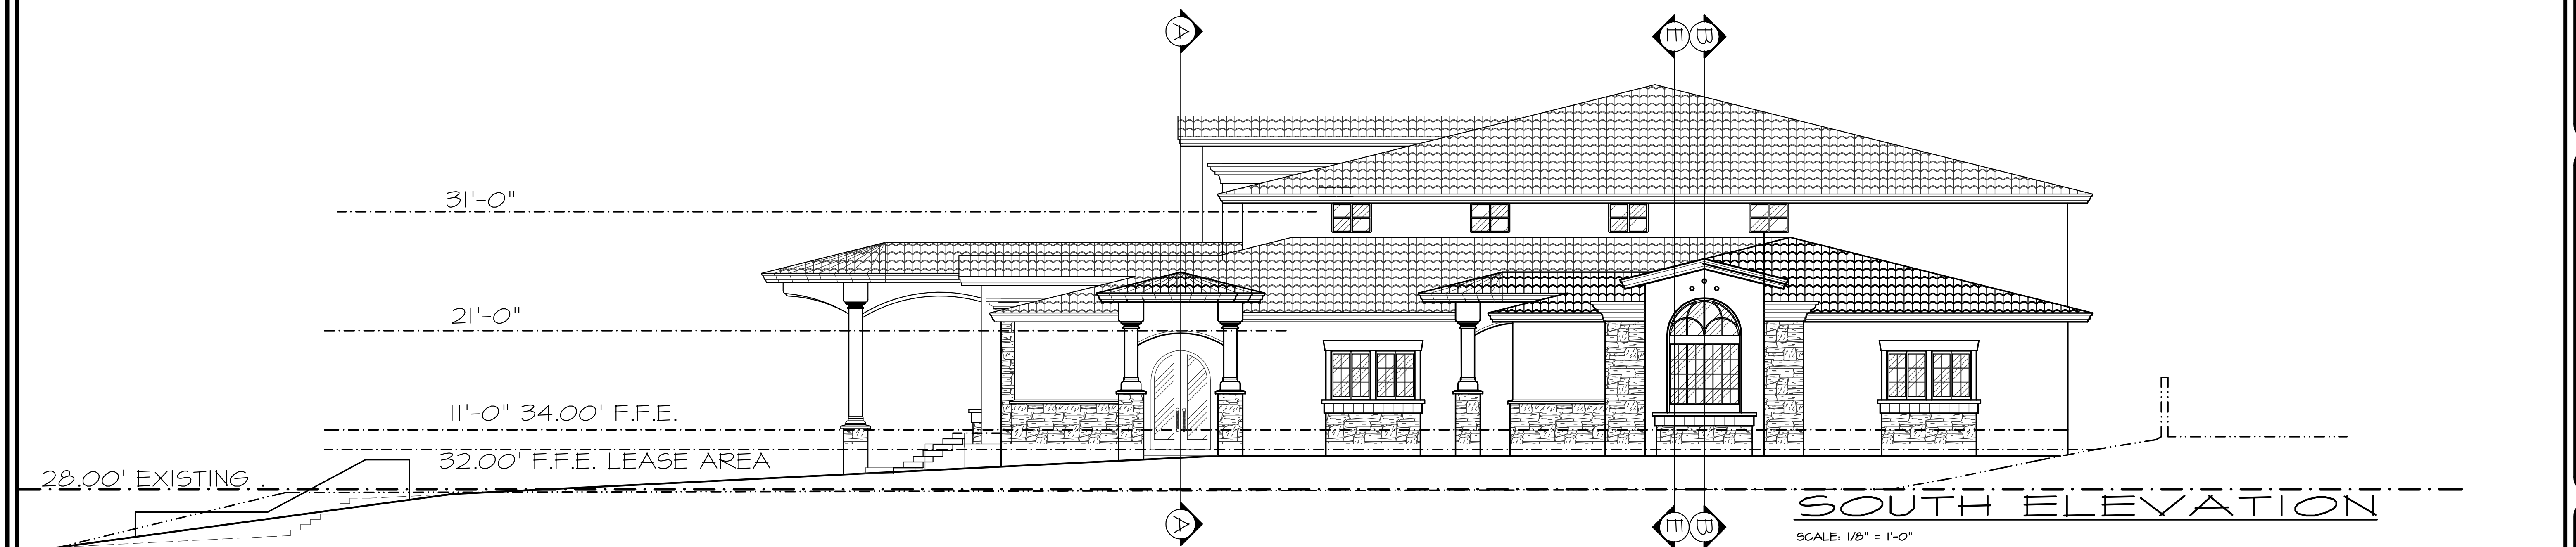 A
E B
31'-0"
21'-0"
11'-0" 34.00' F.F.E.
32.00' F.F.E. LEASE AREA
28.00' EXISTING
A
E B
SOUTH ELEVATION
SCALE: 1/8" = 1'-0"